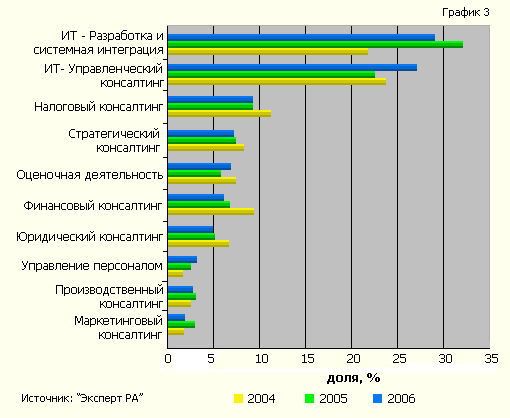 График 3
ИТ - Разработка и
системная интеграция
ИТ- Управленческий
консалтинг
Налоговый консалтинг
Стратегический
консалтинг
Оценочная деятельность
Финансовый консалтинг
Юридический консалтинг
Управление персоналом
Производственный
консалтинг
Маркетинговый
консалтинг
0 5 10 15 20 25 30 35
доля, %
Источник: "Эксперт РА"
2004 2005 2006